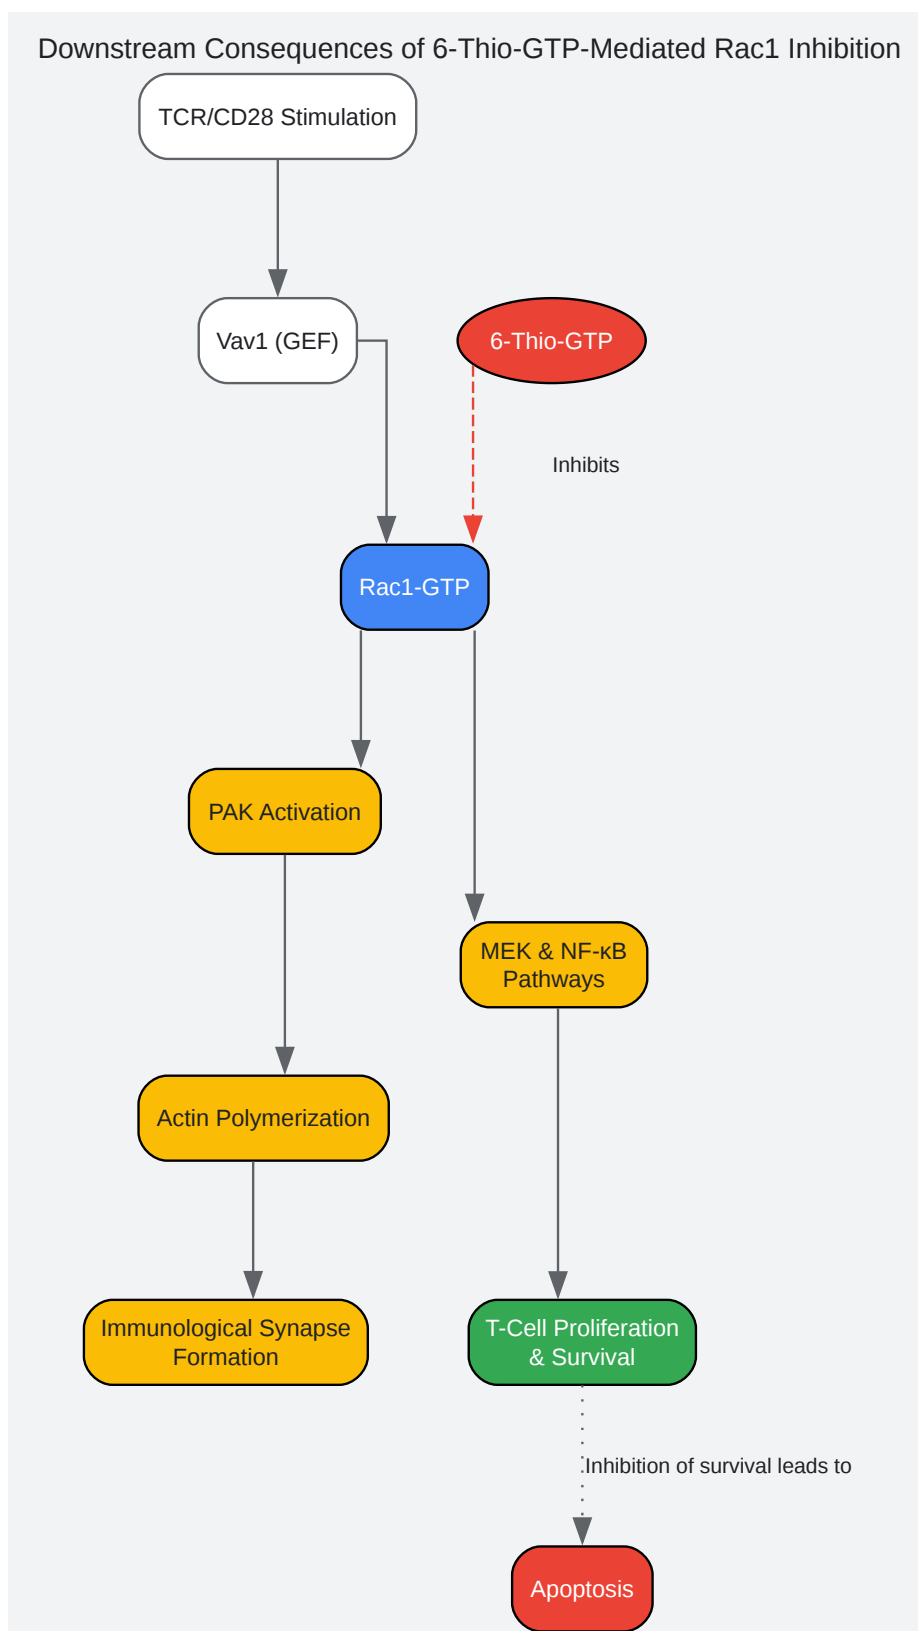 Downstream Consequences of 6-Thio-GTP-Mediated Rac1 Inhibition
TCR/CD28 Stimulation
Vav1 (GEF)
6-Thio-GTP
Inhibits
Rac1-GTP
PAK Activation
MEK & NF-κB
Pathways
Actin Polymerization
Immunological Synapse
Formation
T-Cell Proliferation
& Survival
Inhibition of survival leads to
Apoptosis